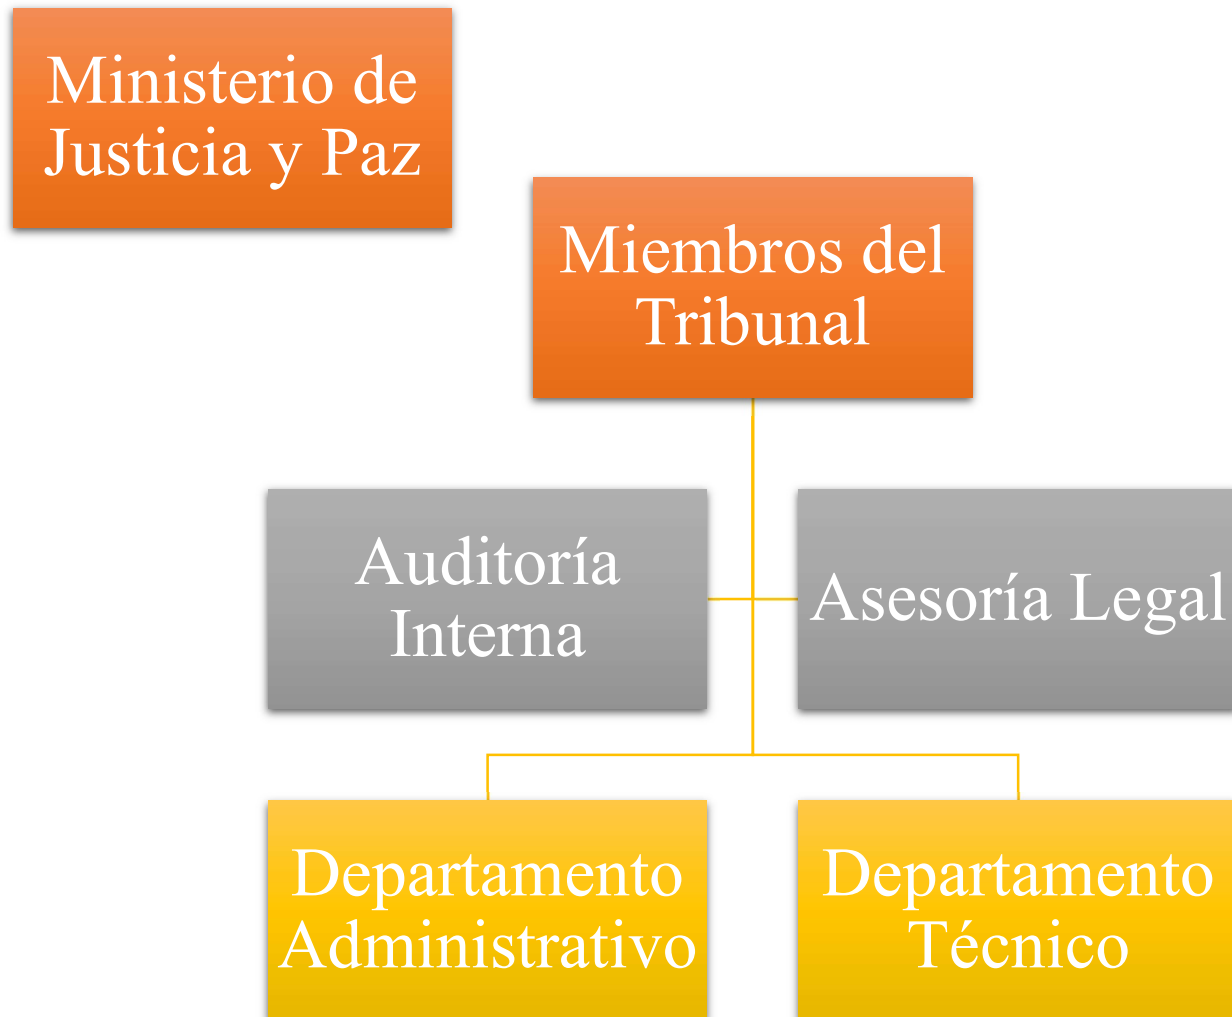 Ministerio de
Justicia y Paz
Miembros del
Tribunal
Auditoría
Interna
Asesoría Legal
Departamento
Administrativo
Departamento
Técnico